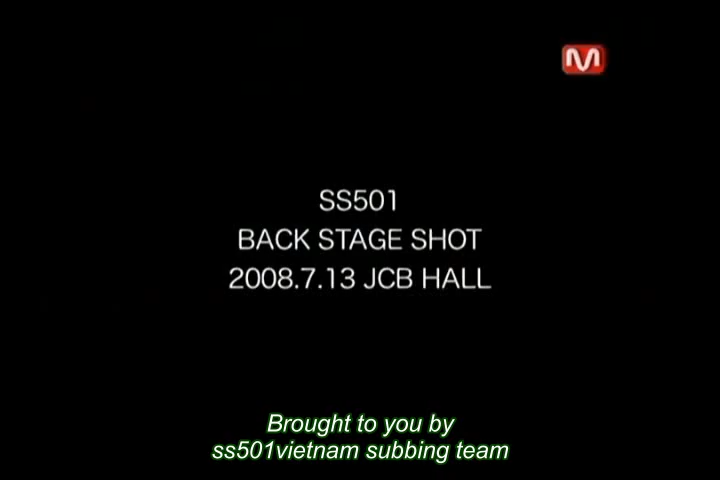 M
SS501
BACK STAGE SHOT
2008.7.13 JCB HALL
Brought to you by
ss501vietnam subbing team